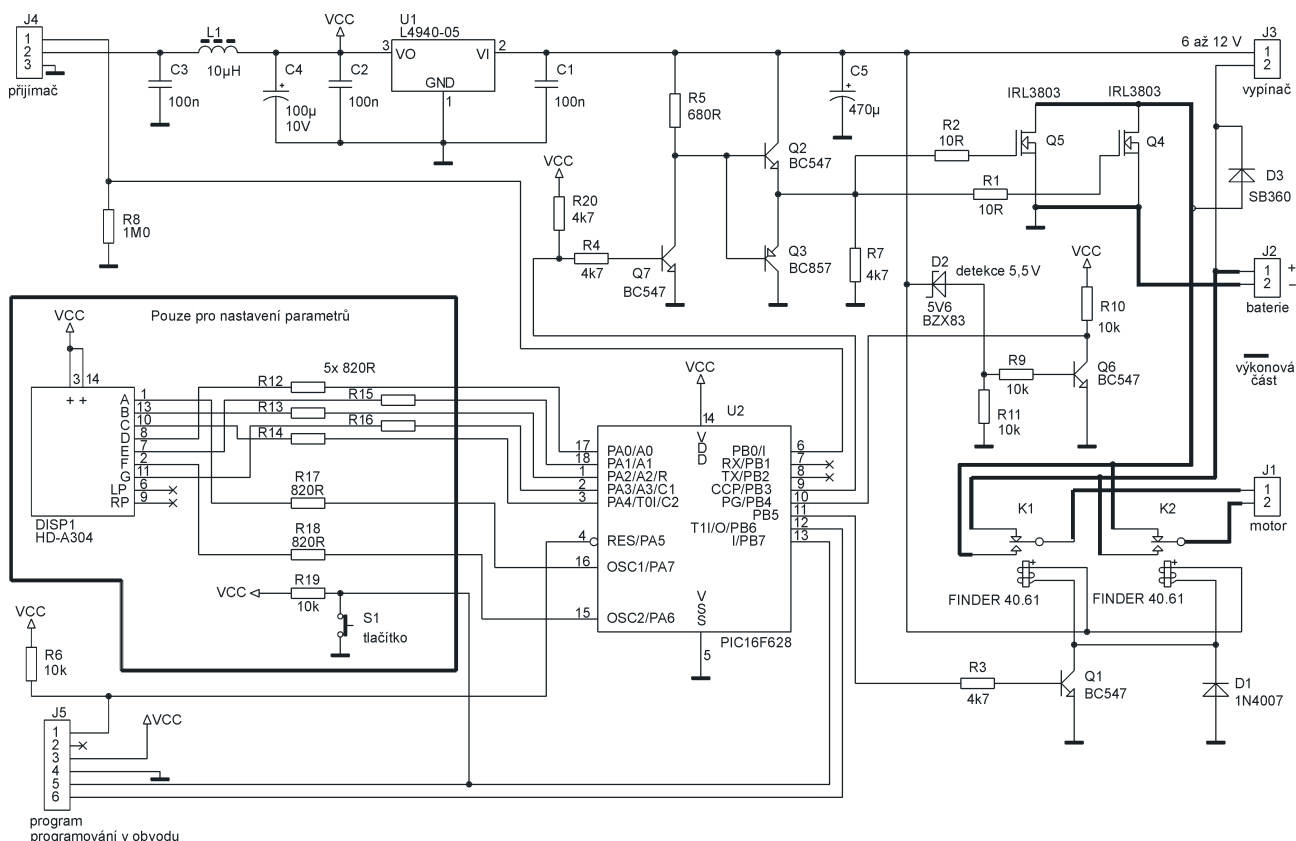 J4
1
2
3
přijímač
L1
10µH
C3
100n
C4
100µ
10V
VCC
C2
100n
U1
L4940-05
3
VO
VI
2
GND
1
C1
100n
R5
680R
C5
470µ
Q2
BC547
6 až 12 V
J3
1
2
vypínač
IRL3803
IRL3803
R2
10R
Q5
Q4
R1
10R
D3
SB360
R8
1M0
VCC
R20
4k7
R4
4k7
Q7
BC547
Q3
BC857
R7
4k7
D2
5V6
BZX83
detekce 5,5V
VCC
R10
10k
J2
1
2
+
−
baterie
R9
10k
Q6
BC547
R11
10k
výkonová
část
Pouze pro nastavení parametrů
VCC
3
14
+ +
A
B
C
D
E
F
G
LP
RP
1
13
10
8
7
2
11
6
9
DISP1
HD-A304
5x 820R
R12
R15
R13
R16
R14
R17
820R
R18
820R
R19
10k
VCC
S1
tlačítko
VCC
14
U2
VDD
17
PA0/A0
18
PA1/A1
1
PA2/A2/R
2
PA3/A3/C1
3
PA4/T0I/C2
4
RES/PA5
16
OSC1/PA7
15
OSC2/PA6
PB0/I
6
RX/PB1
7
TX/PB2
8
CCP/PB3
9
PG/PB4
10
PB5
11
T1I/O/PB6
12
I/PB7
13
VSS
5
PIC16F628
J1
1
2
motor
K1
K2
+
+
FINDER 40.61
FINDER 40.61
R3
4k7
Q1
BC547
D1
1N4007
VCC
R6
10k
J5
1
2
3
4
5
6
VCC
program
programování v obvodu